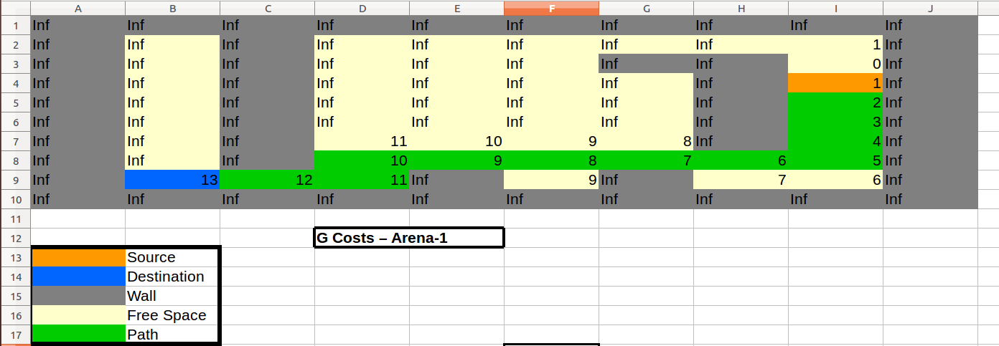 A B C D E F G H I J
1 Inf Inf Inf Inf Inf Inf Inf Inf Inf Inf
2 Inf Inf Inf Inf Inf Inf Inf Inf 1 Inf
3 Inf Inf Inf Inf Inf Inf Inf Inf 0 Inf
4 Inf Inf Inf Inf Inf Inf Inf Inf 1 Inf
5 Inf Inf Inf Inf Inf Inf Inf Inf 2 Inf
6 Inf Inf Inf Inf Inf Inf Inf Inf 3 Inf
7 Inf Inf Inf 11 10 9 8 Inf 4 Inf
8 Inf Inf Inf 10 9 8 7 6 5 Inf
9 Inf 13 12 11 Inf 9 Inf 7 6 Inf
10 Inf Inf Inf Inf Inf Inf Inf Inf Inf Inf
11
12 G Costs – Arena-1
13 Source
14 Destination
15 Wall
16 Free Space
17 Path